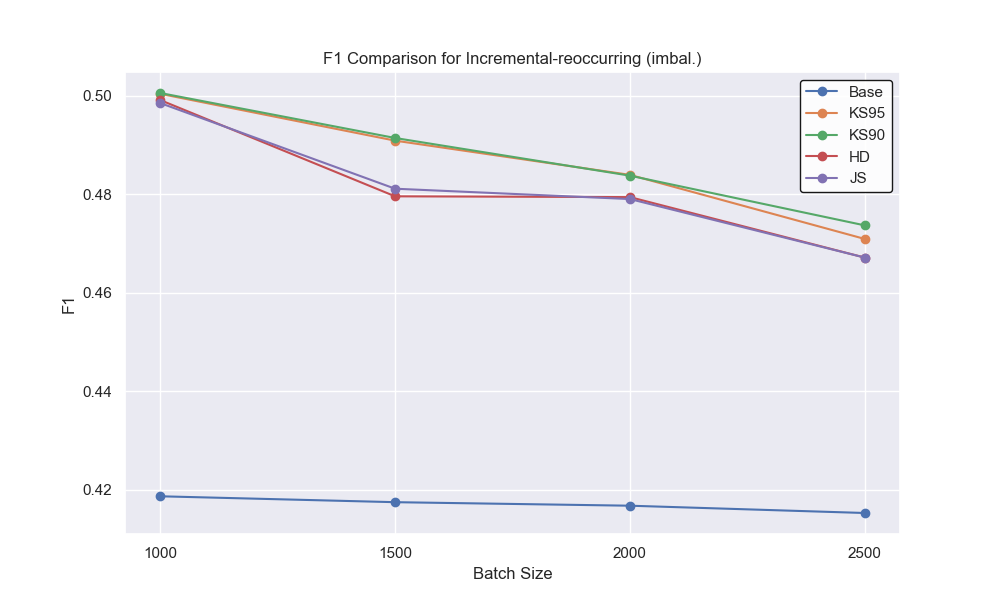 F1 Comparison for Incremental-reoccurring (imbal.)
Base
KS95
KS90
HD
JS
F1
0.50
0.48
0.46
0.44
0.42
1000 1500 2000 2500
Batch Size